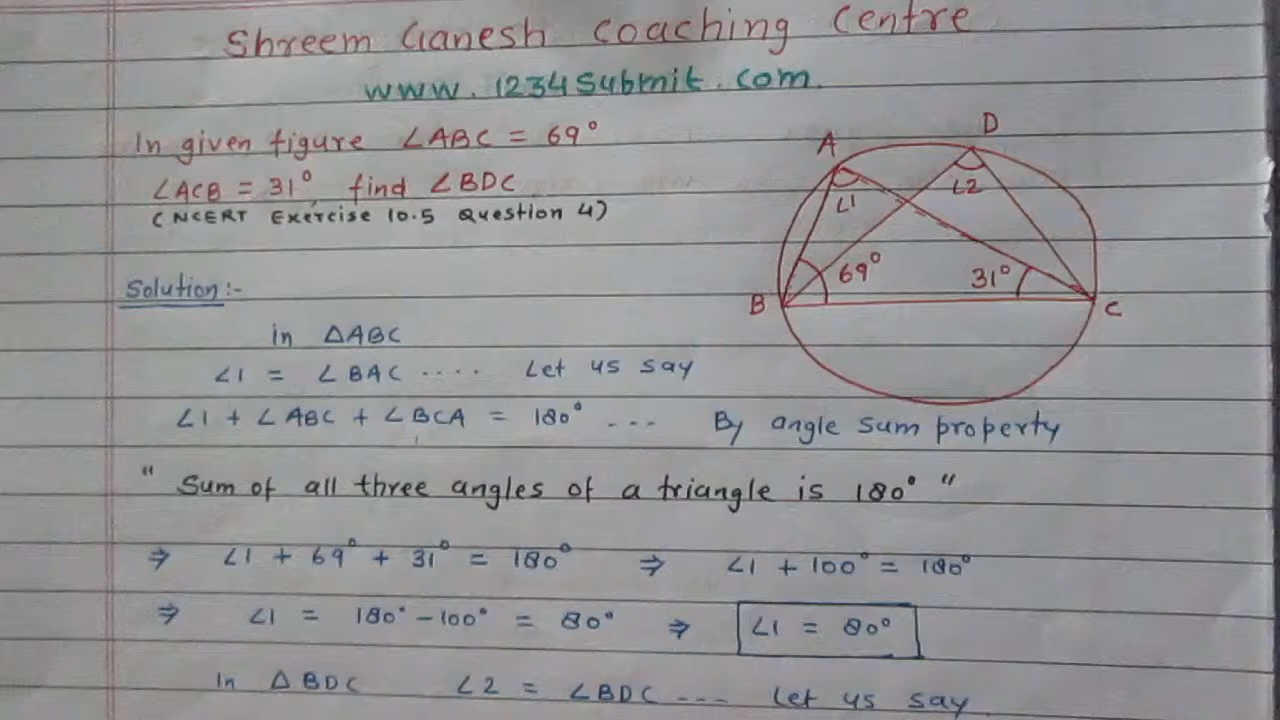 Shreem Ganesh Coaching Centre
www.1234submit.com.
In given figure ∠ABC = 69°
∠ACB = 31° find ∠BDC
(NCERT Exercise 10.5 Question 4)
A
D
∠1
∠2
69°
31°
B
C
Solution:-
in △ABC
∠1 = ∠BAC .... Let us say
∠1 + ∠ABC + ∠BCA = 180° --- By angle sum property
" Sum of all three angles of a triangle is 180° "
⇒ ∠1 + 69° + 31° = 180° ⇒ ∠1 + 100° = 180°
⇒ ∠1 = 180° - 100° = 80° ⇒ ∠1 = 80°
In △BDC ∠2 = ∠BDC --- Let us say